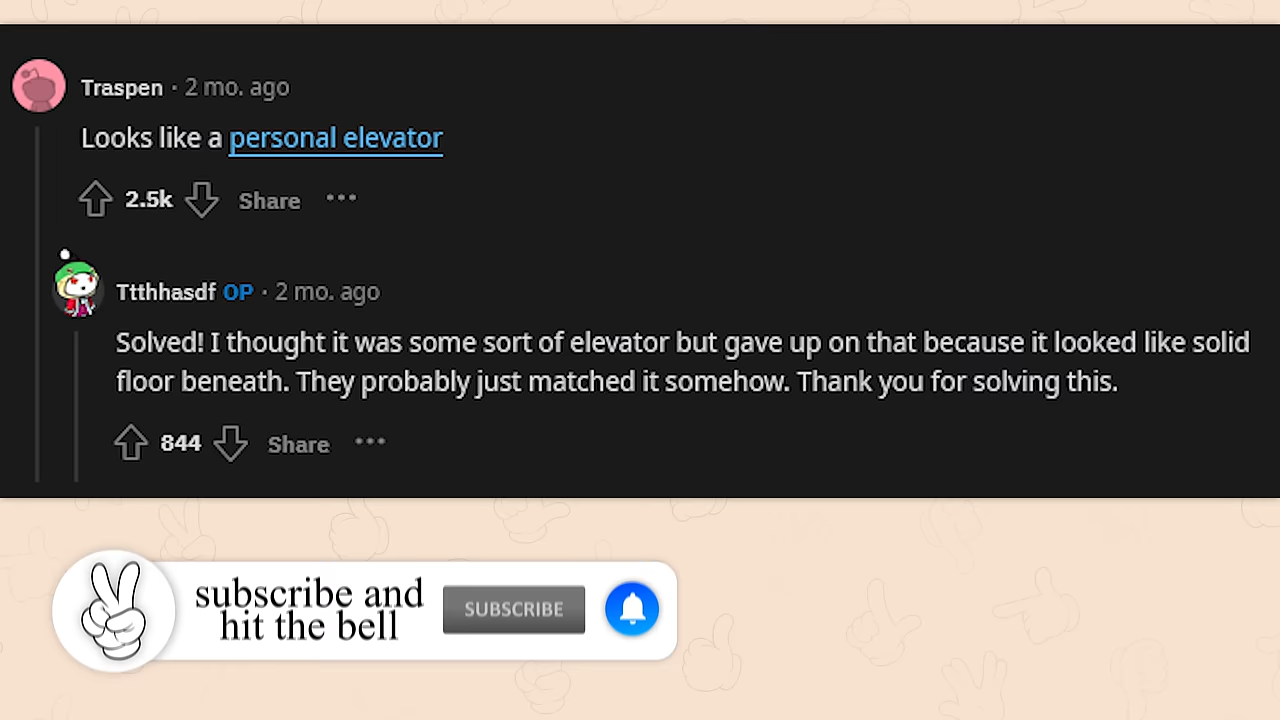 Traspen · 2 mo. ago
Looks like a personal elevator
2.5k Share ···
Ttthhasdf OP · 2 mo. ago
Solved! I thought it was some sort of elevator but gave up on that because it looked like solid
floor beneath. They probably just matched it somehow. Thank you for solving this.
844 Share ···
subscribe and
hit the bell
SUBSCRIBE